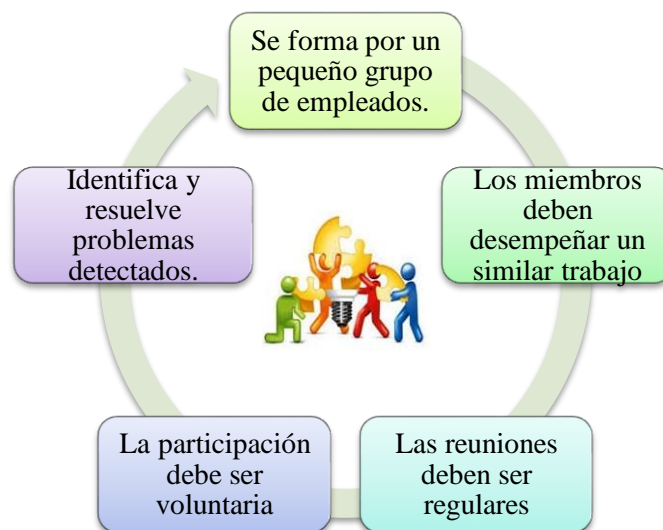 Se forma por un
pequeño grupo
de empleados.
Los miembros
deben
desempeñar un
similar trabajo
Las reuniones
deben ser
regulares
La participación
debe ser
voluntaria
Identifica y
resuelve
problemas
detectados.